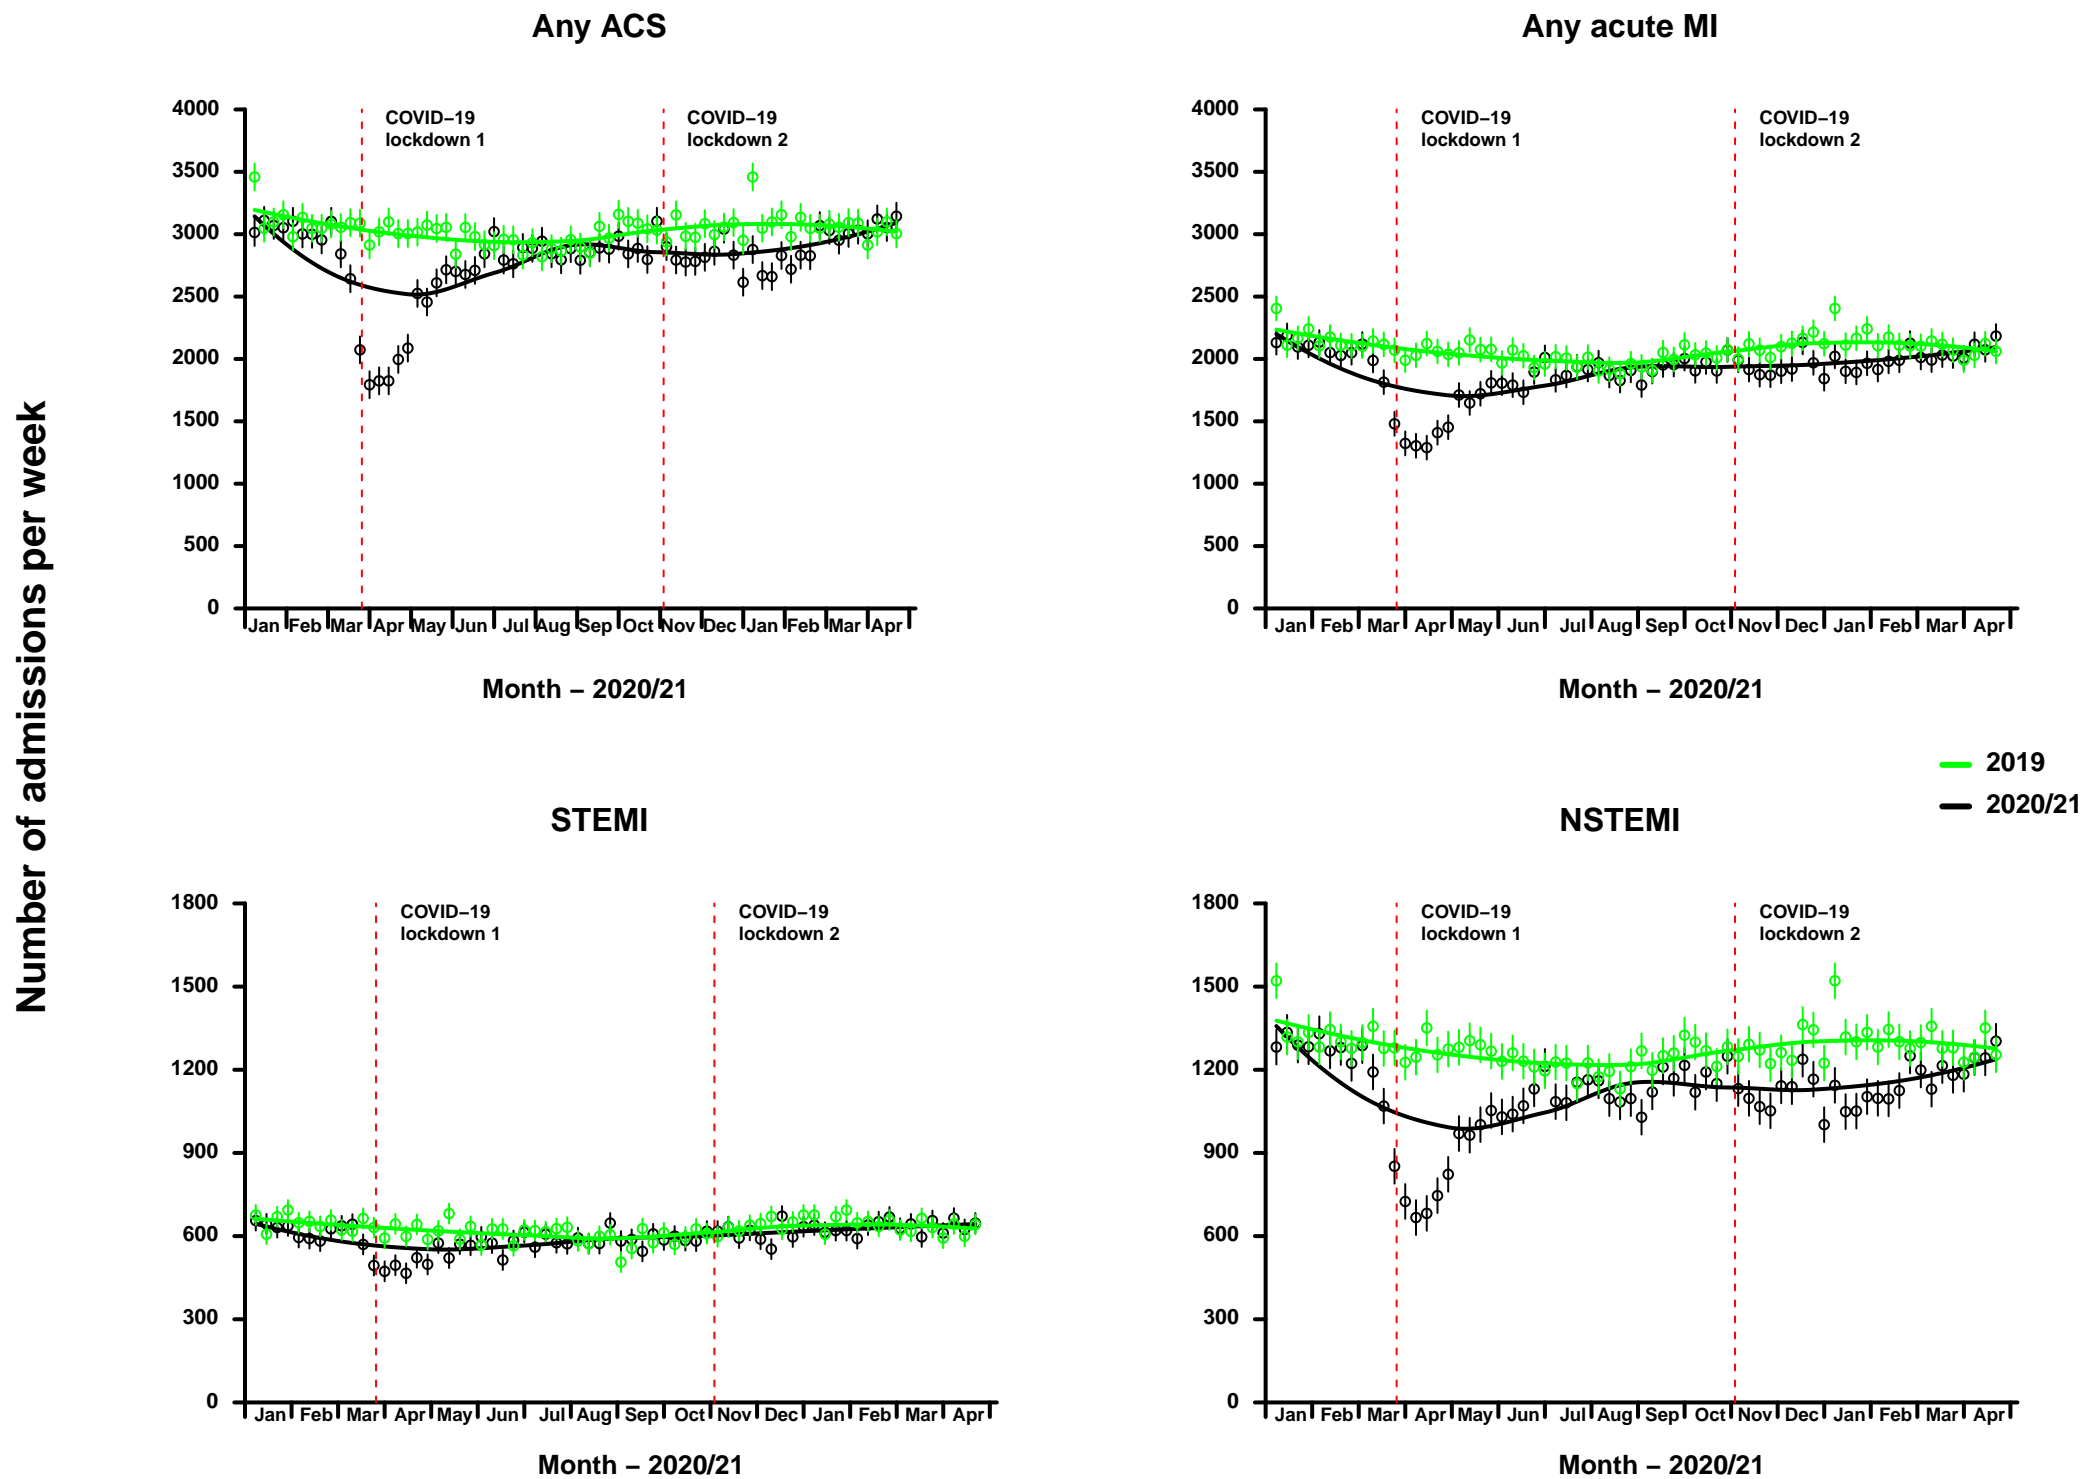 Any ACS
Any acute MI
Number of admissions per week
4000
3500
3000
2500
2000
1500
1000
500
0
COVID–19
lockdown 1
COVID–19
lockdown 2
Jan Feb Mar Apr May Jun Jul Aug Sep Oct Nov Dec Jan Feb Mar Apr
Month – 2020/21
4000
3500
3000
2500
2000
1500
1000
500
0
COVID–19
lockdown 1
COVID–19
lockdown 2
Jan Feb Mar Apr May Jun Jul Aug Sep Oct Nov Dec Jan Feb Mar Apr
Month – 2020/21
2019
2020/21
STEMI
NSTEMI
1800
1500
1200
900
600
300
0
COVID–19
lockdown 1
COVID–19
lockdown 2
Jan Feb Mar Apr May Jun Jul Aug Sep Oct Nov Dec Jan Feb Mar Apr
Month – 2020/21
1800
1500
1200
900
600
300
0
COVID–19
lockdown 1
COVID–19
lockdown 2
Jan Feb Mar Apr May Jun Jul Aug Sep Oct Nov Dec Jan Feb Mar Apr
Month – 2020/21